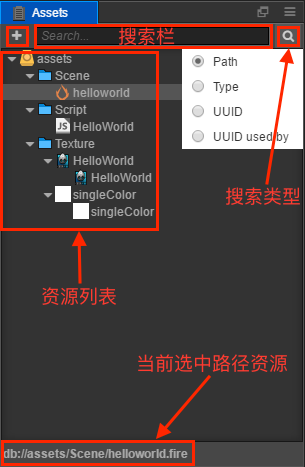 Assets
Search...
搜索栏
assets
Scene
helloworld
Script
JS HelloWorld
Texture
HelloWorld
HelloWorld
singleColor
singleColor
Path
Type
UUID
UUID used by
搜索类型
资源列表
当前选中路径资源
db://assets/Scene/helloworld.fire